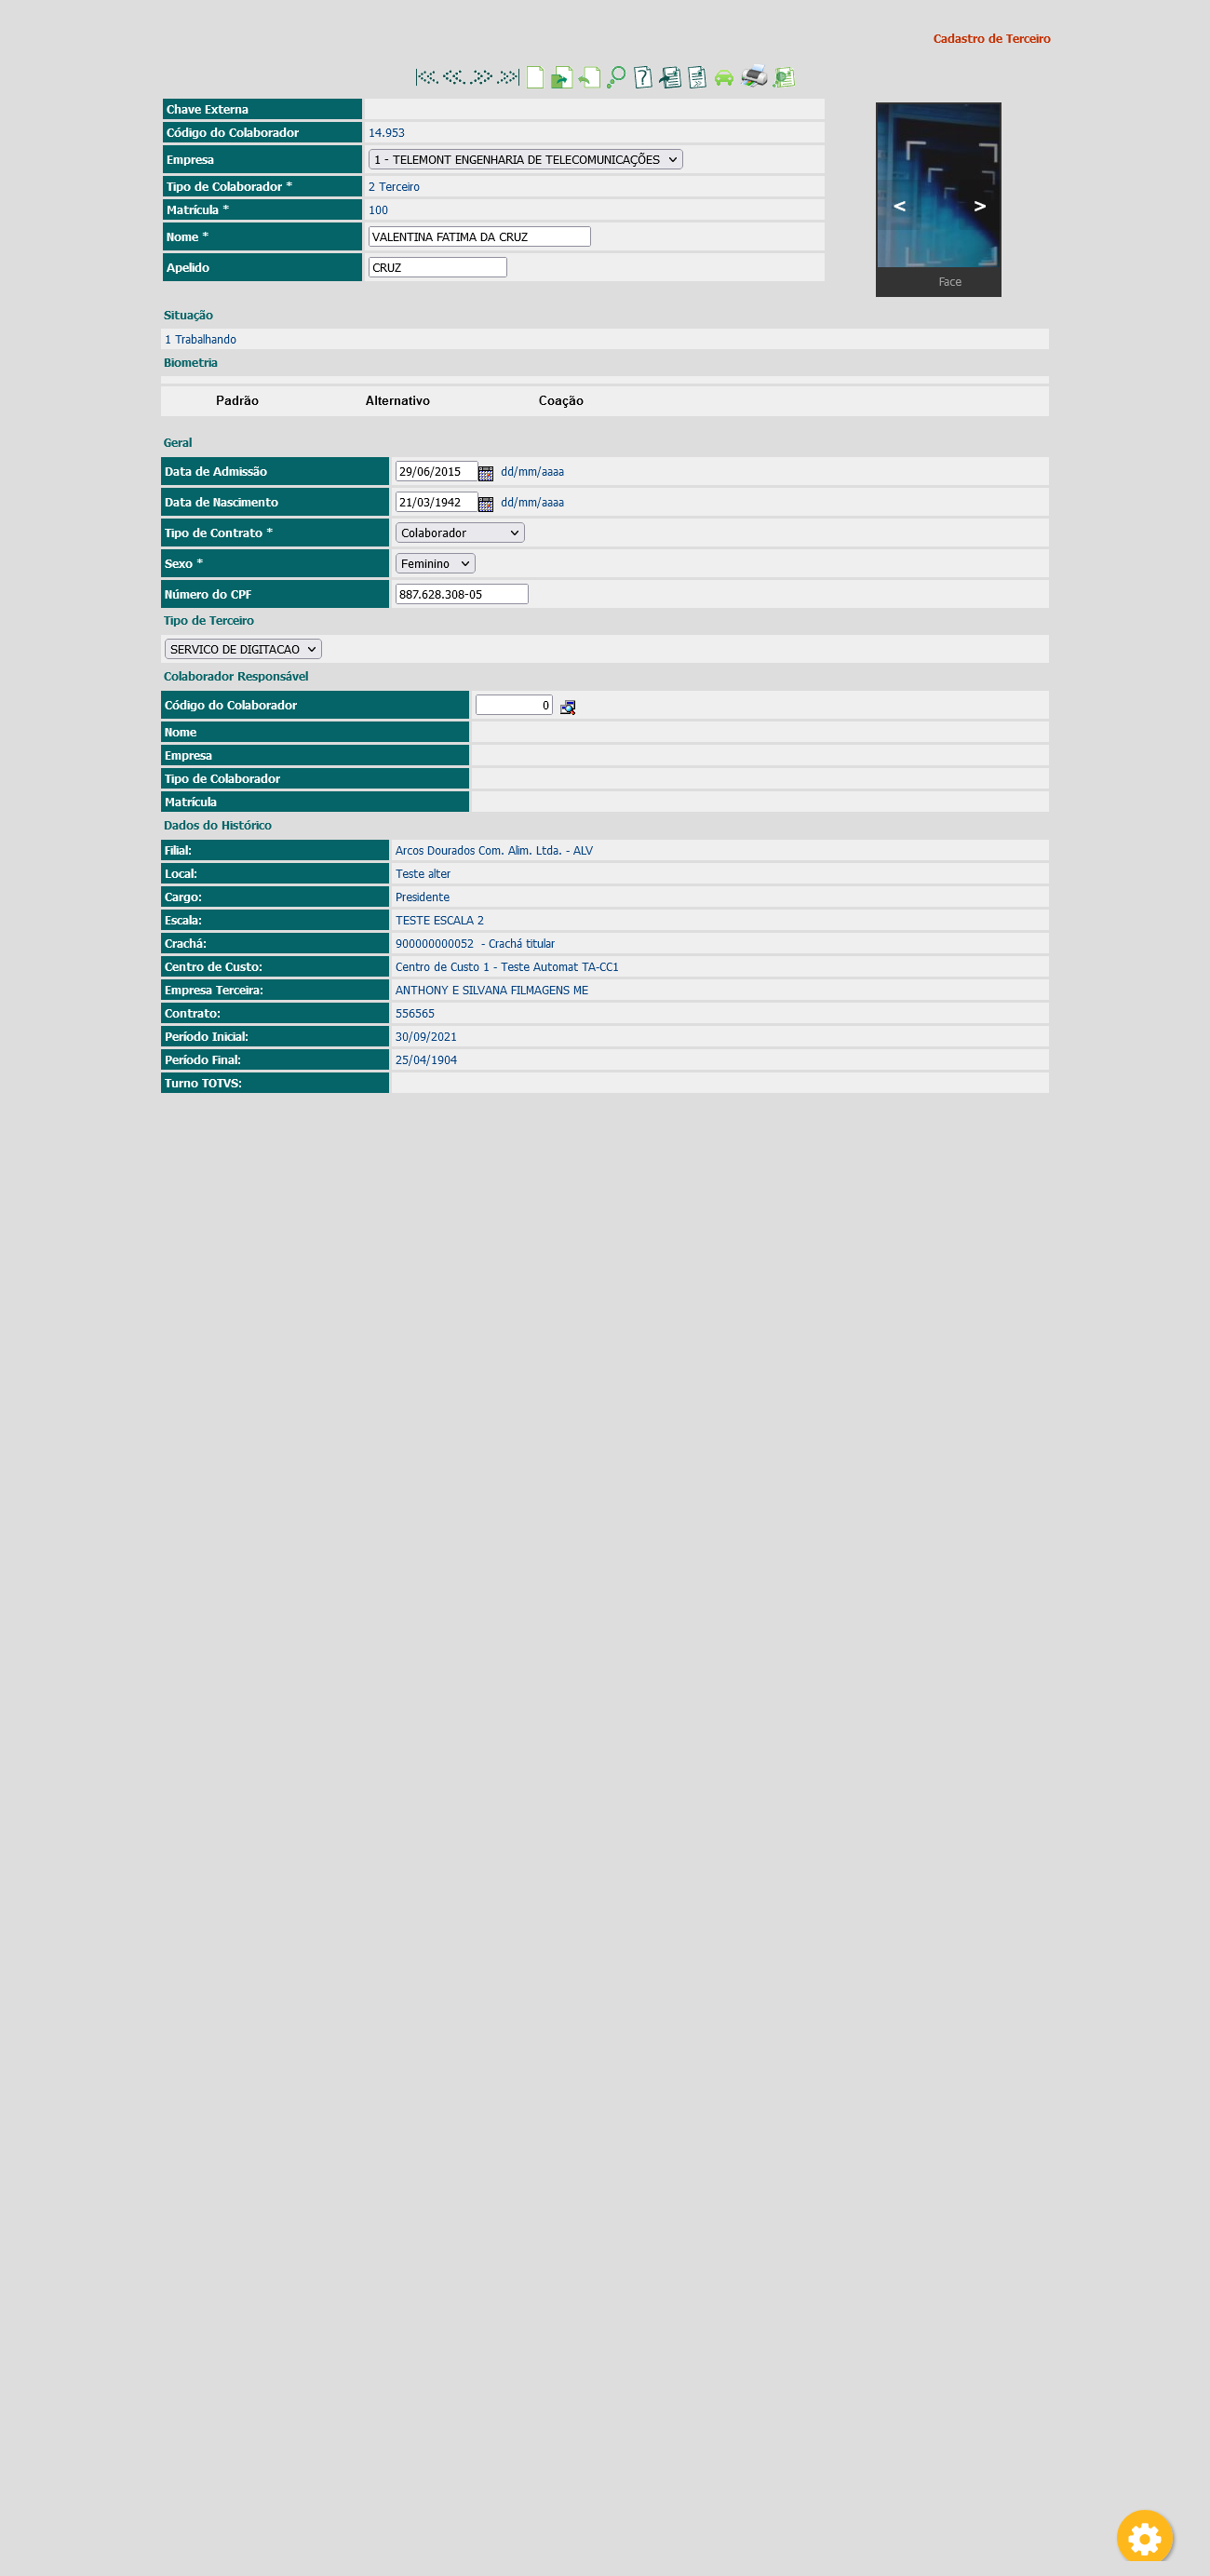 Cadastro de Terceiro
Chave Externa
Código do Colaborador 14.953
Empresa 1 - TELEMONT ENGENHARIA DE TELECOMUNICAÇÕES
Tipo de Colaborador * 2 Terceiro
Matrícula * 100
Nome * VALENTINA FATIMA DA CRUZ
Apelido CRUZ
< >
Face
Situação
1 Trabalhando
Biometria
Padrão Alternativo Coação
Geral
Data de Admissão 29/06/2015 dd/mm/aaaa
Data de Nascimento 21/03/1942 dd/mm/aaaa
Tipo de Contrato * Colaborador
Sexo * Feminino
Número do CPF 887.628.308-05
Tipo de Terceiro
SERVICO DE DIGITACAO
Colaborador Responsável
Código do Colaborador 0
Nome
Empresa
Tipo de Colaborador
Matrícula
Dados do Histórico
Filial: Arcos Dourados Com. Alim. Ltda. - ALV
Local: Teste alter
Cargo: Presidente
Escala: TESTE ESCALA 2
Crachá: 900000000052 - Crachá titular
Centro de Custo: Centro de Custo 1 - Teste Automat TA-CC1
Empresa Terceira: ANTHONY E SILVANA FILMAGENS ME
Contrato: 556565
Período Inicial: 30/09/2021
Período Final: 25/04/1904
Turno TOTVS: